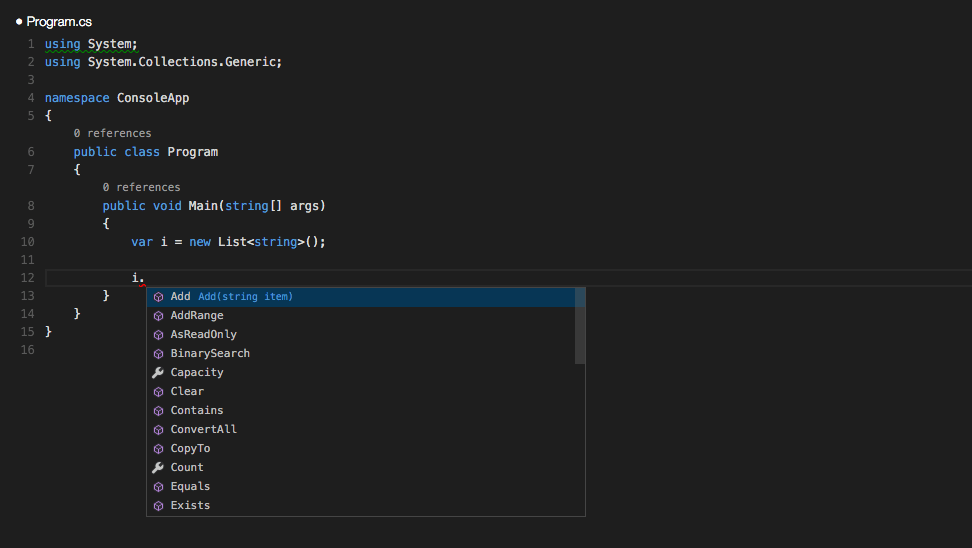 ● Program.cs
1 using System;
2 using System.Collections.Generic;
3
4 namespace ConsoleApp
5 {
0 references
6 public class Program
7 {
0 references
8 public void Main(string[] args)
9 {
10 var i = new List<string>();
11
12 i.
13 }
14 }
15 }
16
Add Add(string item)
AddRange
AsReadOnly
BinarySearch
Capacity
Clear
Contains
ConvertAll
CopyTo
Count
Equals
Exists